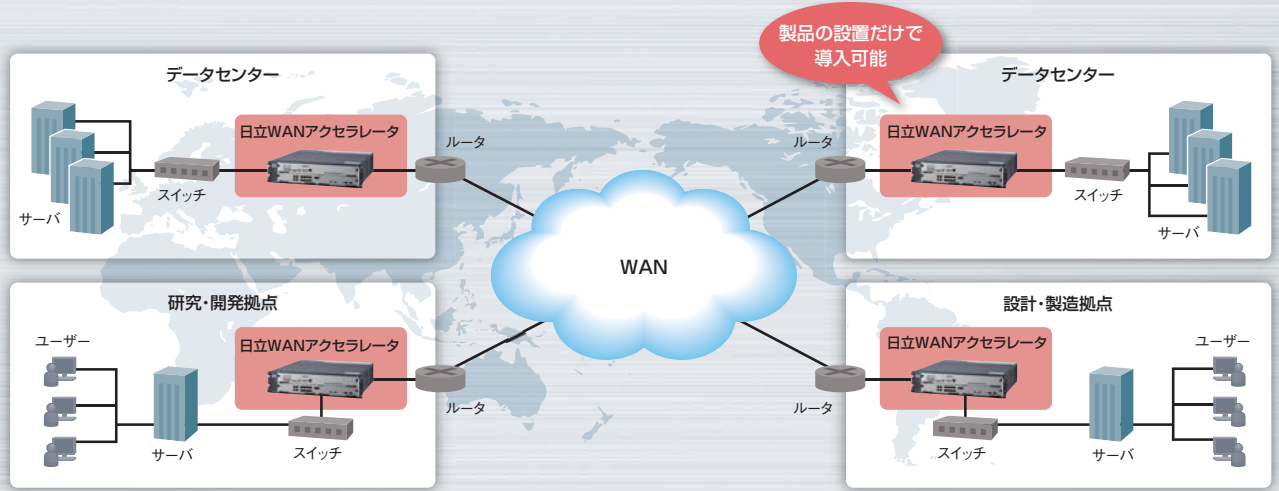 製品の設置だけで
導入可能
データセンター
日立WANアクセラレータ
ルータ
スイッチ
サーバ
データセンター
日立WANアクセラレータ
ルータ
スイッチ
サーバ
WAN
研究・開発拠点
ユーザー
日立WANアクセラレータ
ルータ
サーバ
スイッチ
設計・製造拠点
ユーザー
日立WANアクセラレータ
ルータ
スイッチ
サーバ